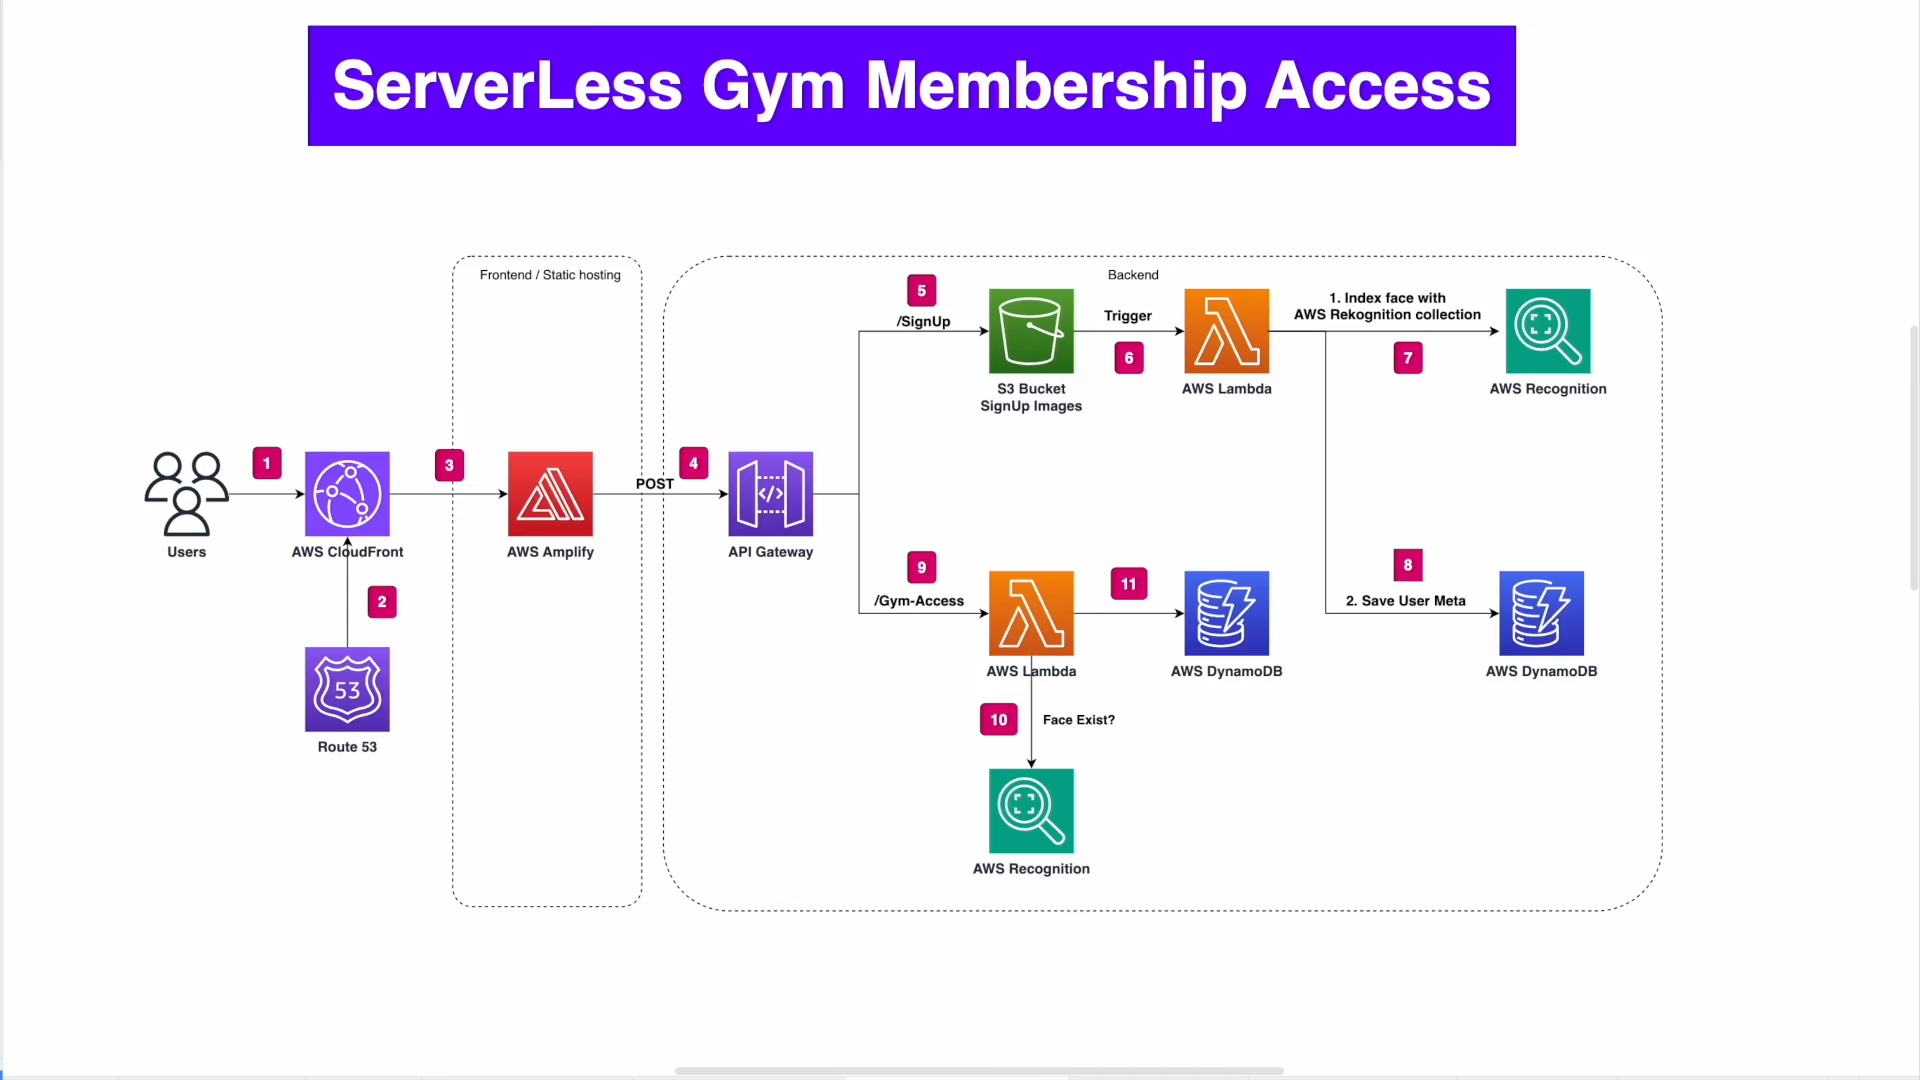 ServerLess Gym Membership Access
Frontend / Static hosting
Backend
5
/SignUp
Trigger
6
1. Index face with
AWS Rekognition collection
7
S3 Bucket
SignUp Images
AWS Lambda
AWS Recognition
1
3
POST
4
Users
AWS CloudFront
AWS Amplify
API Gateway
2
53
Route 53
9
/Gym-Access
11
8
2. Save User Meta
AWS Lambda
AWS DynamoDB
AWS DynamoDB
10
Face Exist?
AWS Recognition